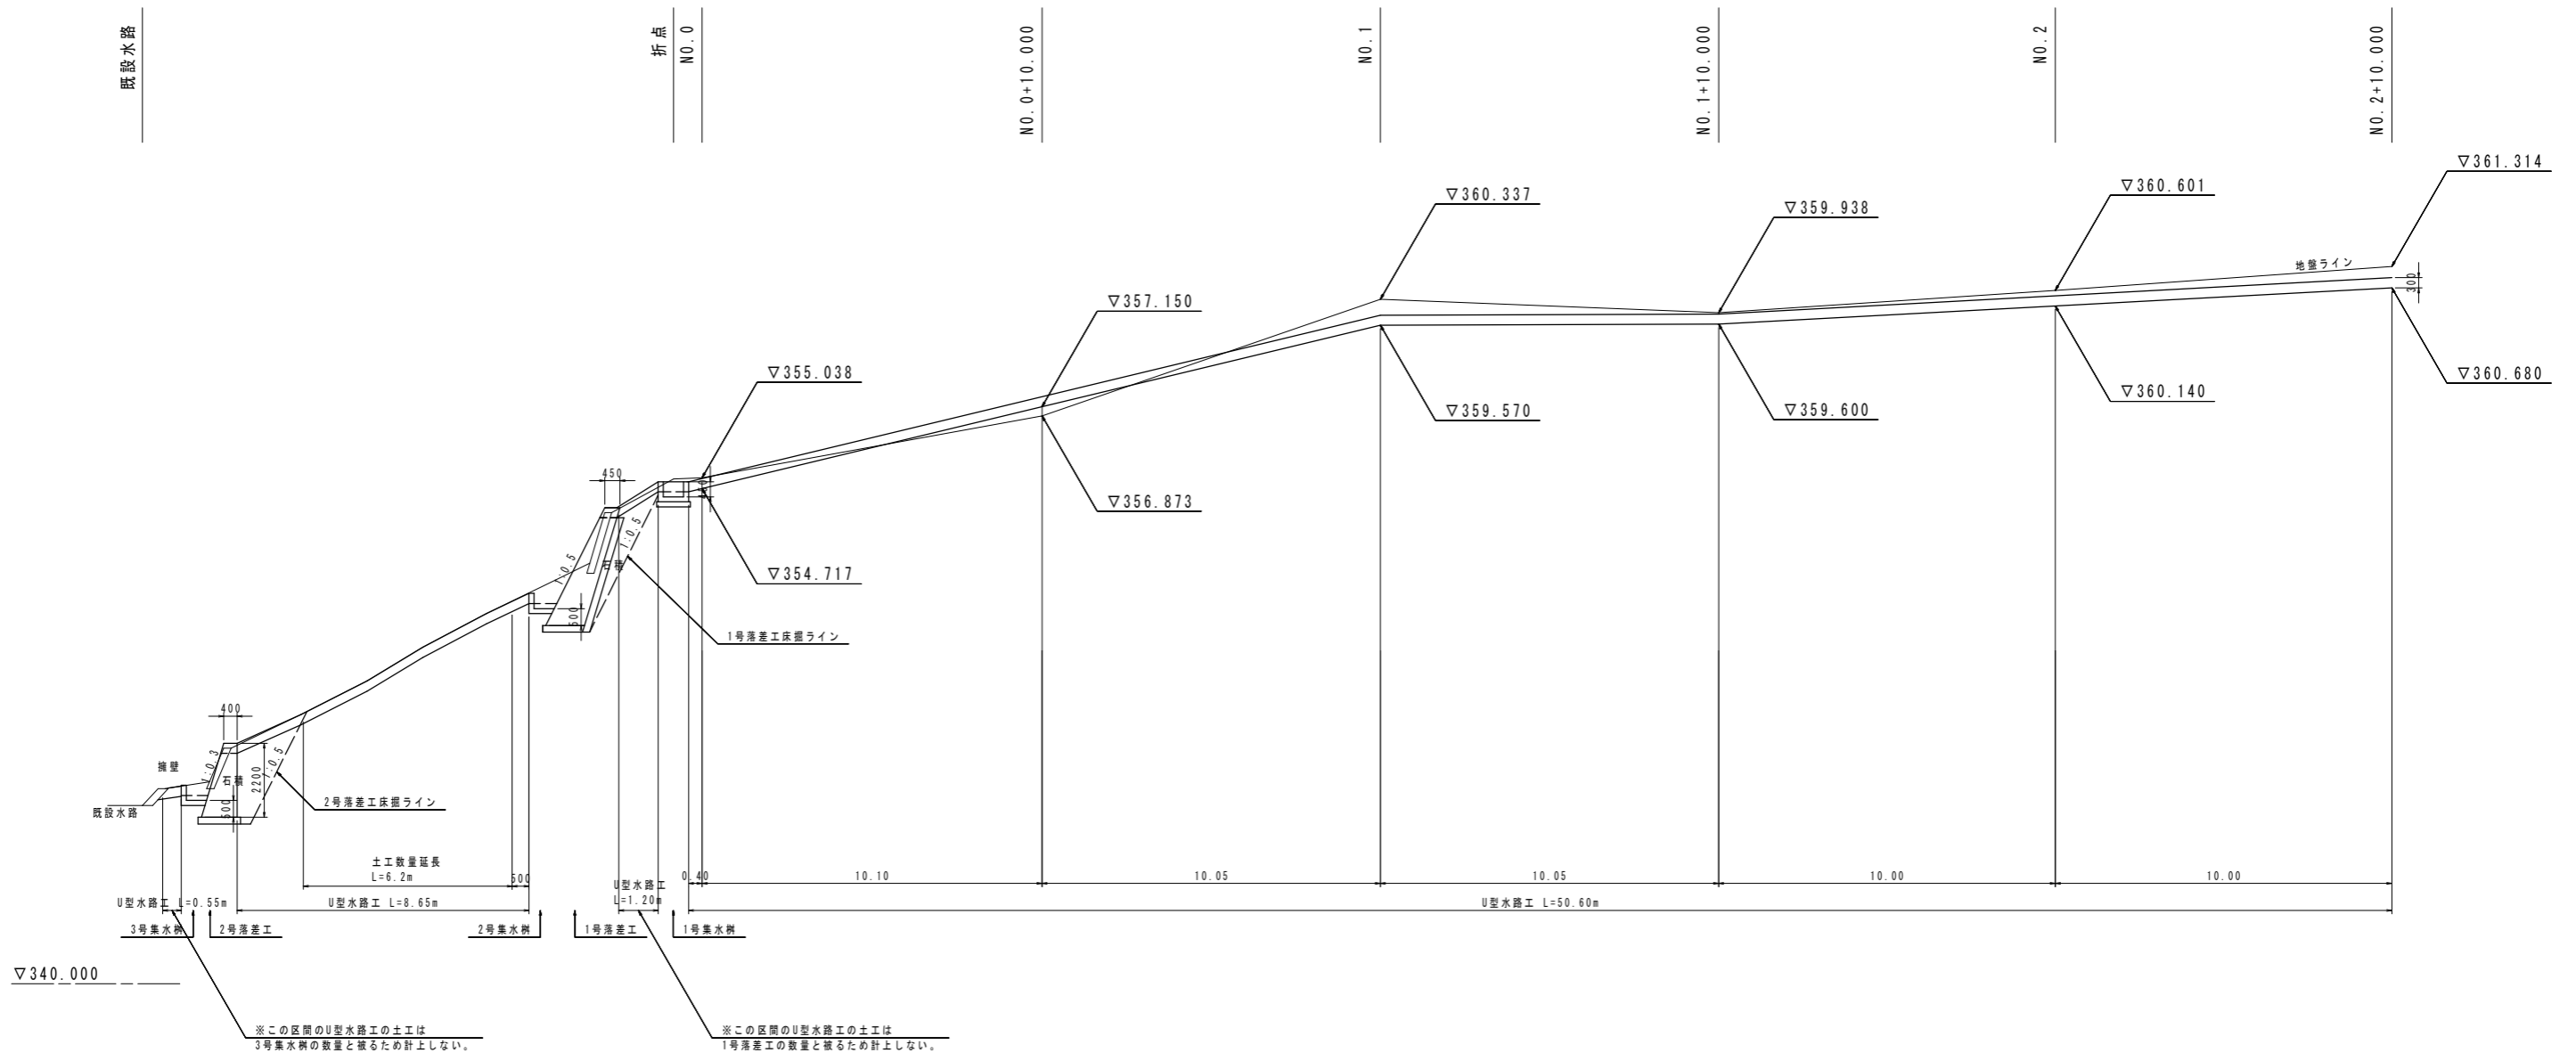 既設水路
折点
NO.0
NO.0+10.000
NO.1
NO.1+10.000
NO.2
NO.2+10.000
▽361.314
▽360.337
▽360.601
▽359.938
地盤ライン
300
▽357.150
▽355.038
▽360.680
▽360.140
▽359.570
▽359.600
450
▽356.873
1:0.5
1:0.5
石積
▽354.717
500
1号落差工床掘ライン
400
1:0.3
1:0.5
擁壁
石積
2200
500
2号落差工床掘ライン
既設水路
土工数量延長
L=6.2m
500
U型水路工
L=1.20m
0.40
10.10
10.05
10.05
10.00
10.00
U型水路工 L=0.55m
U型水路工 L=8.65m
U型水路工 L=50.60m
3号集水桝
2号落差工
2号集水桝
1号落差工
1号集水桝
▽340.000
※この区間のU型水路工の土工は
3号集水桝の数量と被るため計上しない。
※この区間のU型水路工の土工は
1号落差工の数量と被るため計上しない。